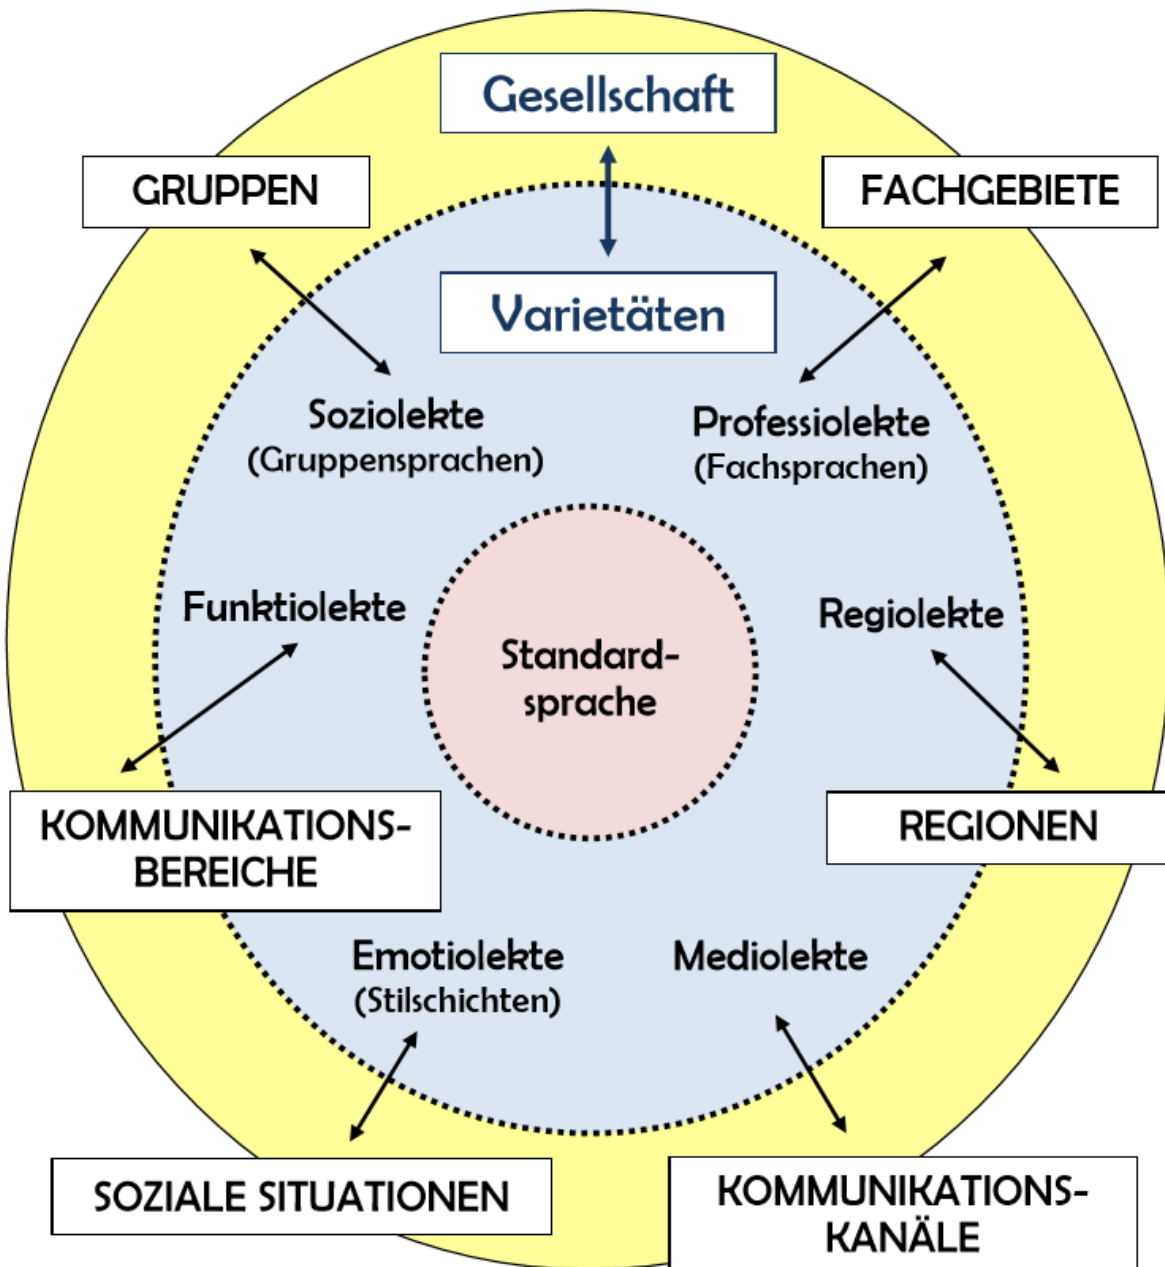 Gesellschaft
GRUPPEN
FACHGEBIETE
Varietäten
Soziolekte
(Gruppensprachen)
Professiolekte
(Fachsprachen)
Funktiolekte
Regiolekte
Standard-
sprache
KOMMUNIKATIONS-
BEREICHE
REGIONEN
Emotiolekte
(Stilschichten)
Mediolekte
SOZIALE SITUATIONEN
KOMMUNIKATIONS-
KANÄLE